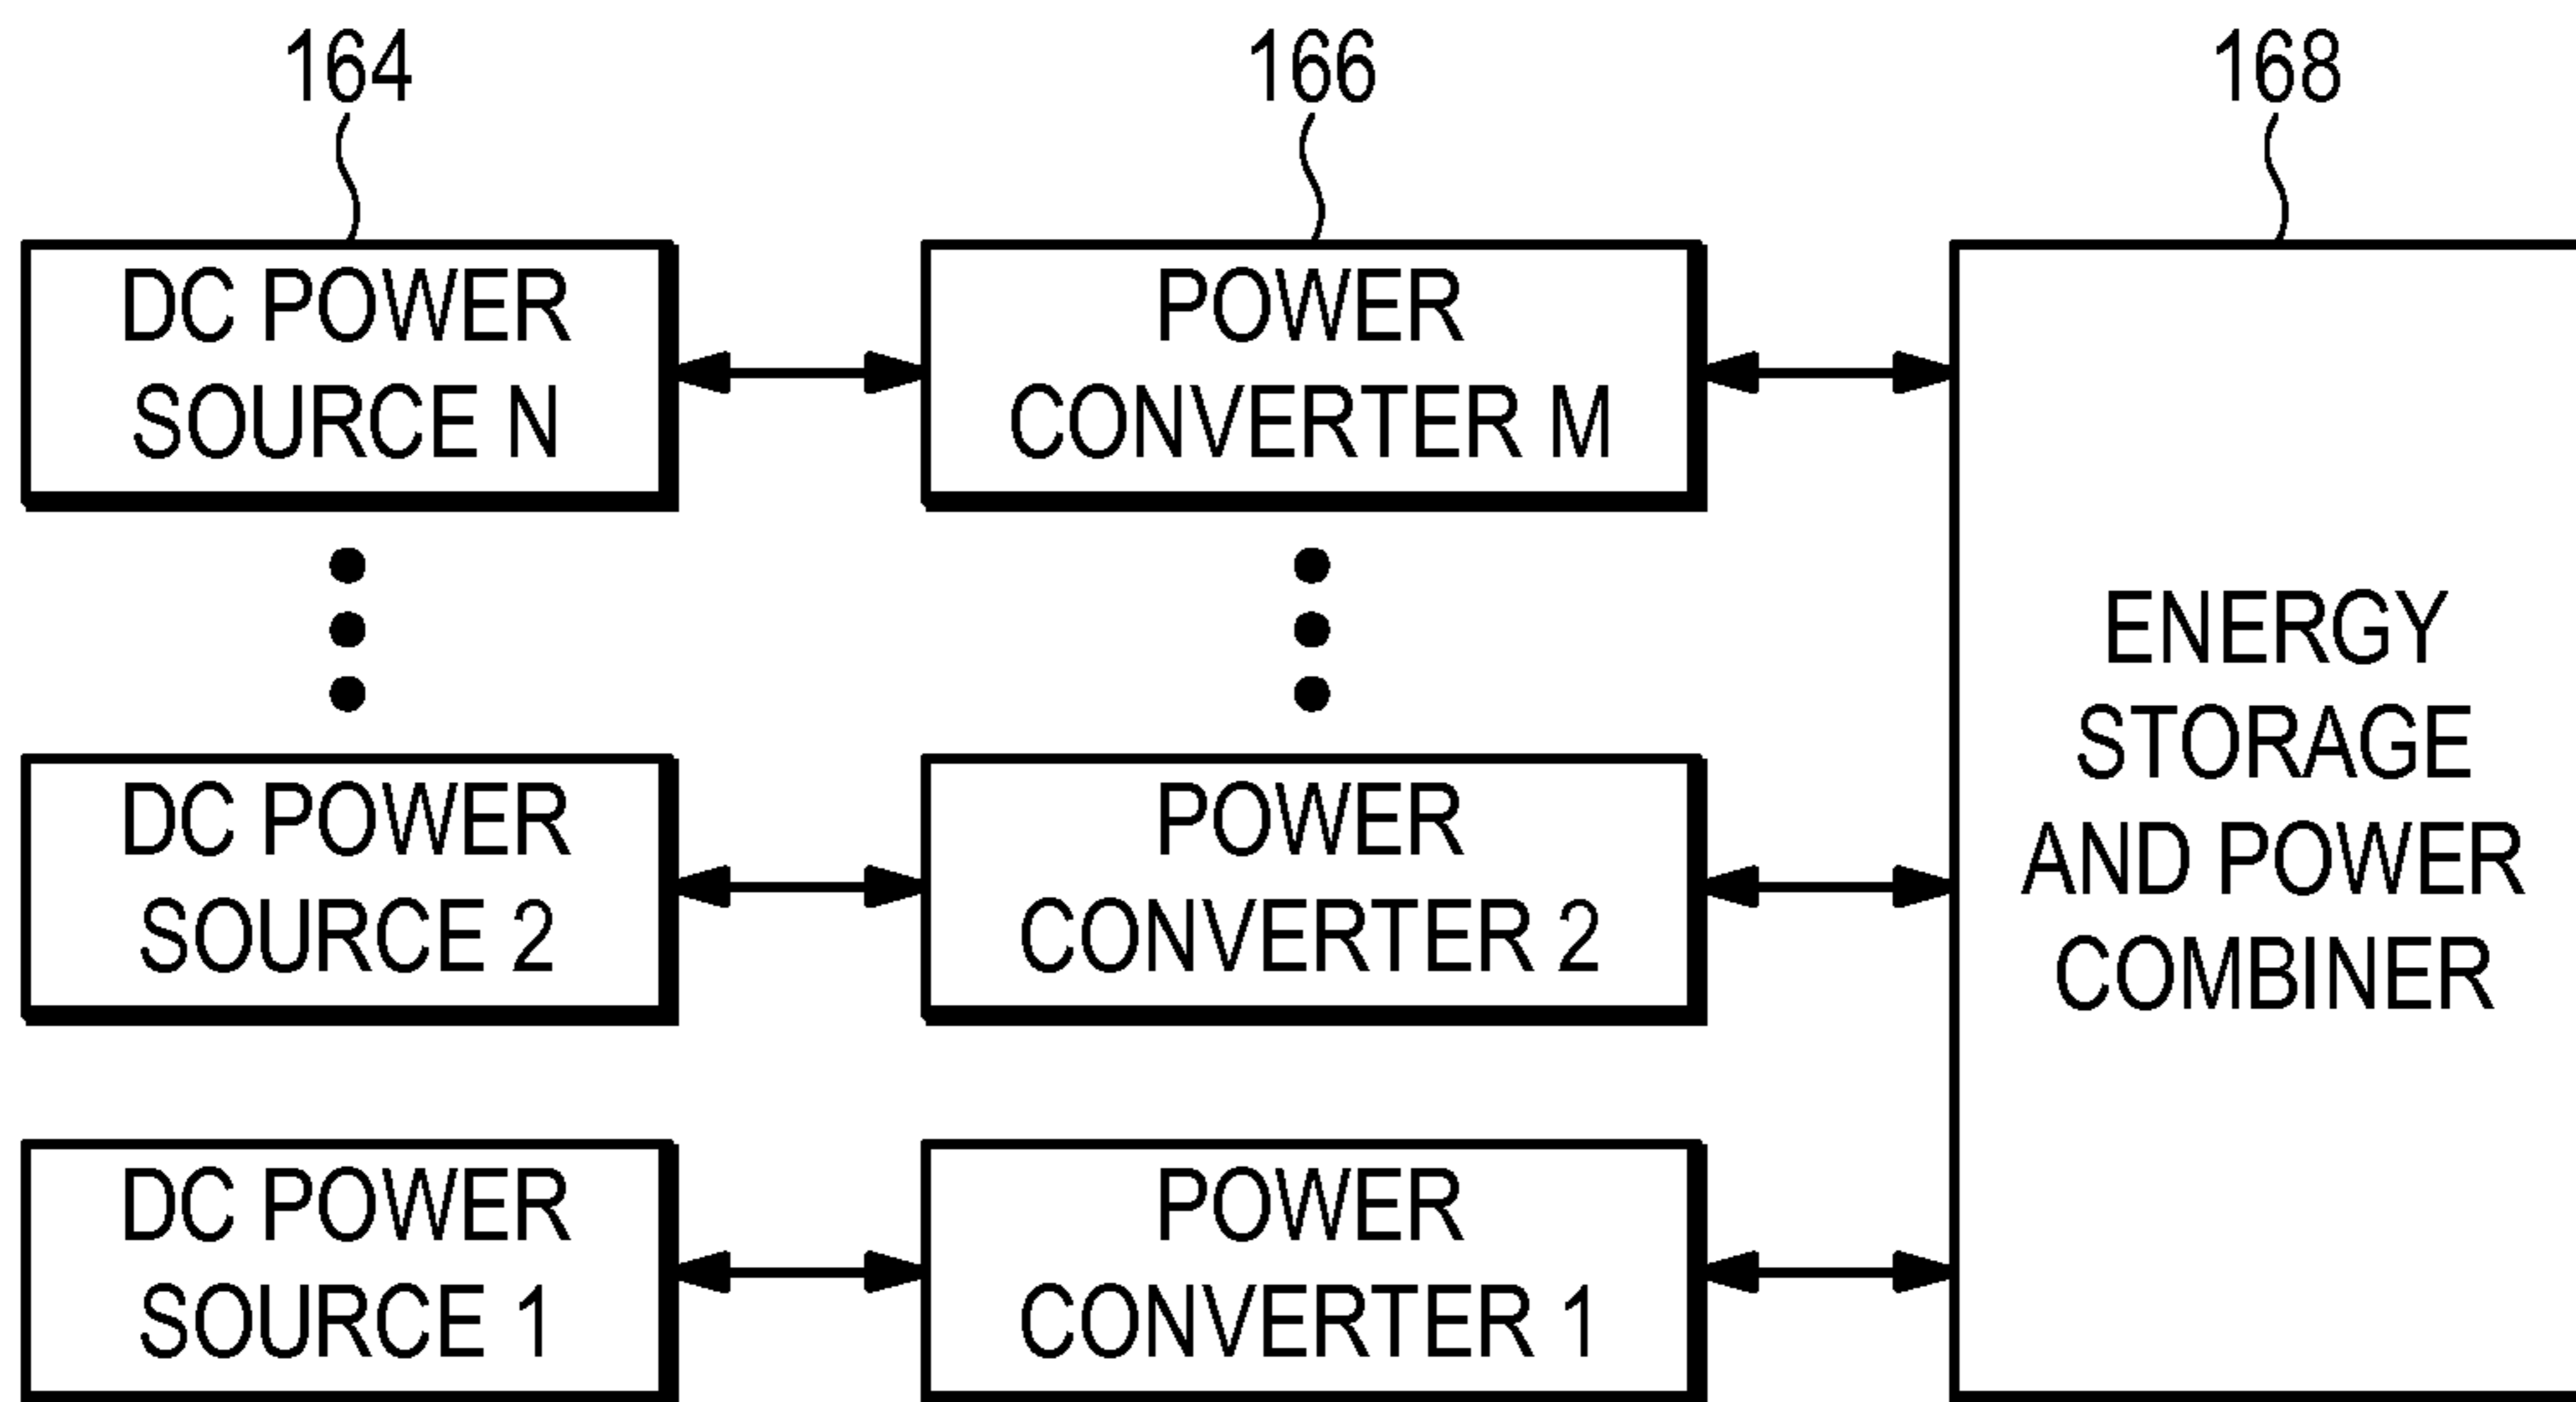 164
166
168
DC POWER
SOURCE N
POWER
CONVERTER M
DC POWER
SOURCE 2
POWER
CONVERTER 2
DC POWER
SOURCE 1
POWER
CONVERTER 1
ENERGY
STORAGE
AND POWER
COMBINER